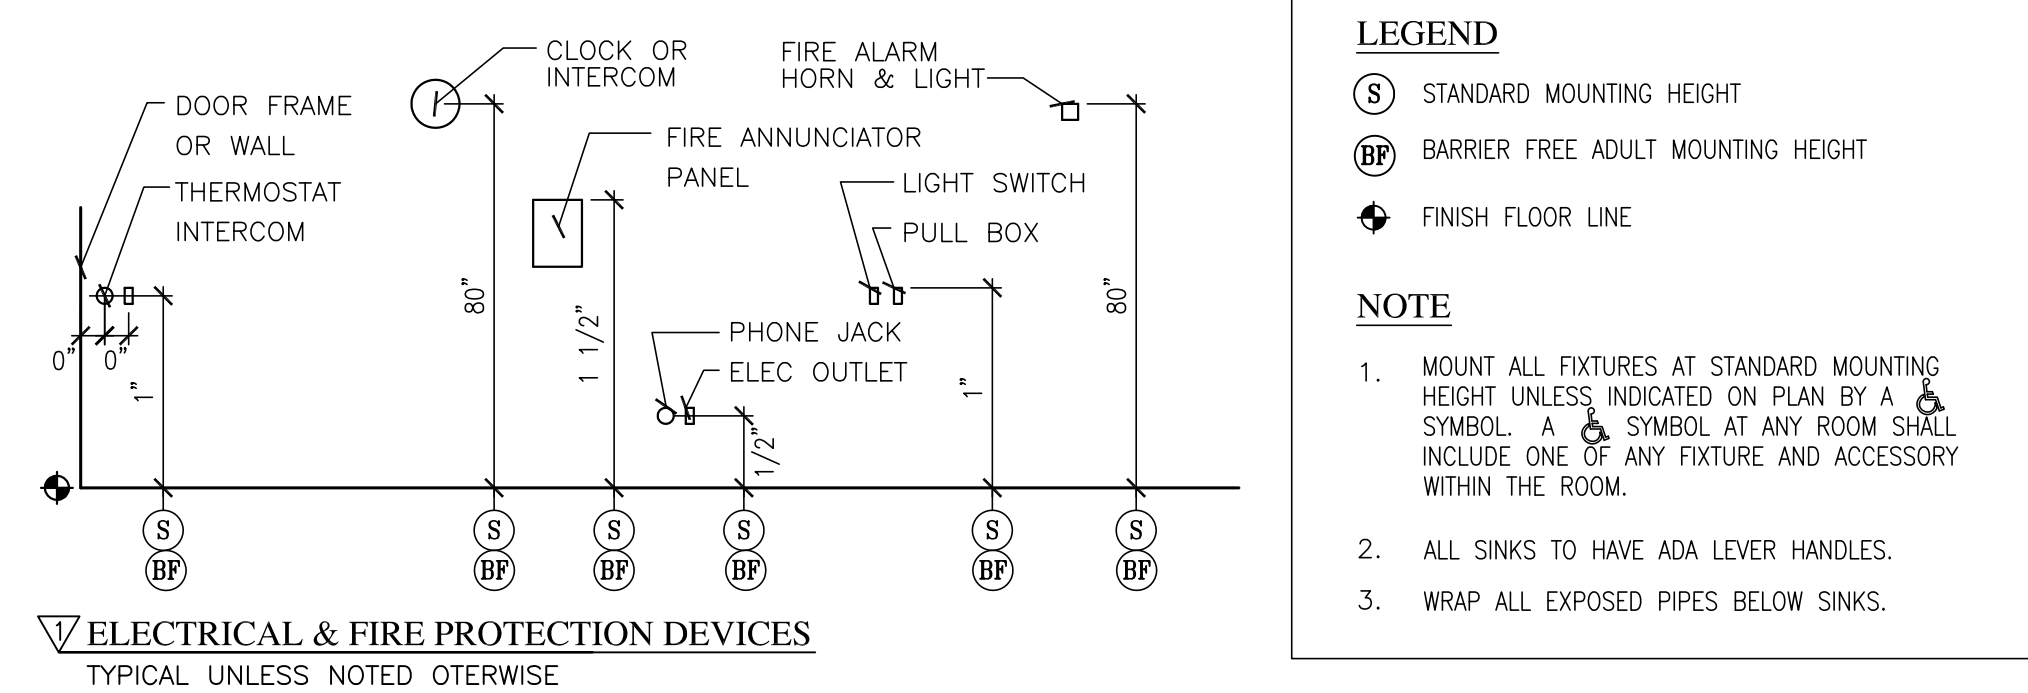 CLOCK OR
INTERCOM
FIRE ALARM
HORN & LIGHT
DOOR FRAME
OR WALL
FIRE ANNUNCIATOR
PANEL
THERMOSTAT
INTERCOM
LIGHT SWITCH
PULL BOX
80”
1 1/2”
80”
PHONE JACK
ELEC OUTLET
0” 0”
1”
1”
1/2”
S S S S S S
BF BF BF BF BF BF
1 ELECTRICAL & FIRE PROTECTION DEVICES
TYPICAL UNLESS NOTED OTERWISE
LEGEND
S STANDARD MOUNTING HEIGHT
BF BARRIER FREE ADULT MOUNTING HEIGHT
FINISH FLOOR LINE
NOTE
1. MOUNT ALL FIXTURES AT STANDARD MOUNTING
HEIGHT UNLESS INDICATED ON PLAN BY A
SYMBOL. A SYMBOL AT ANY ROOM SHALL
INCLUDE ONE OF ANY FIXTURE AND ACCESSORY
WITHIN THE ROOM.
2. ALL SINKS TO HAVE ADA LEVER HANDLES.
3. WRAP ALL EXPOSED PIPES BELOW SINKS.